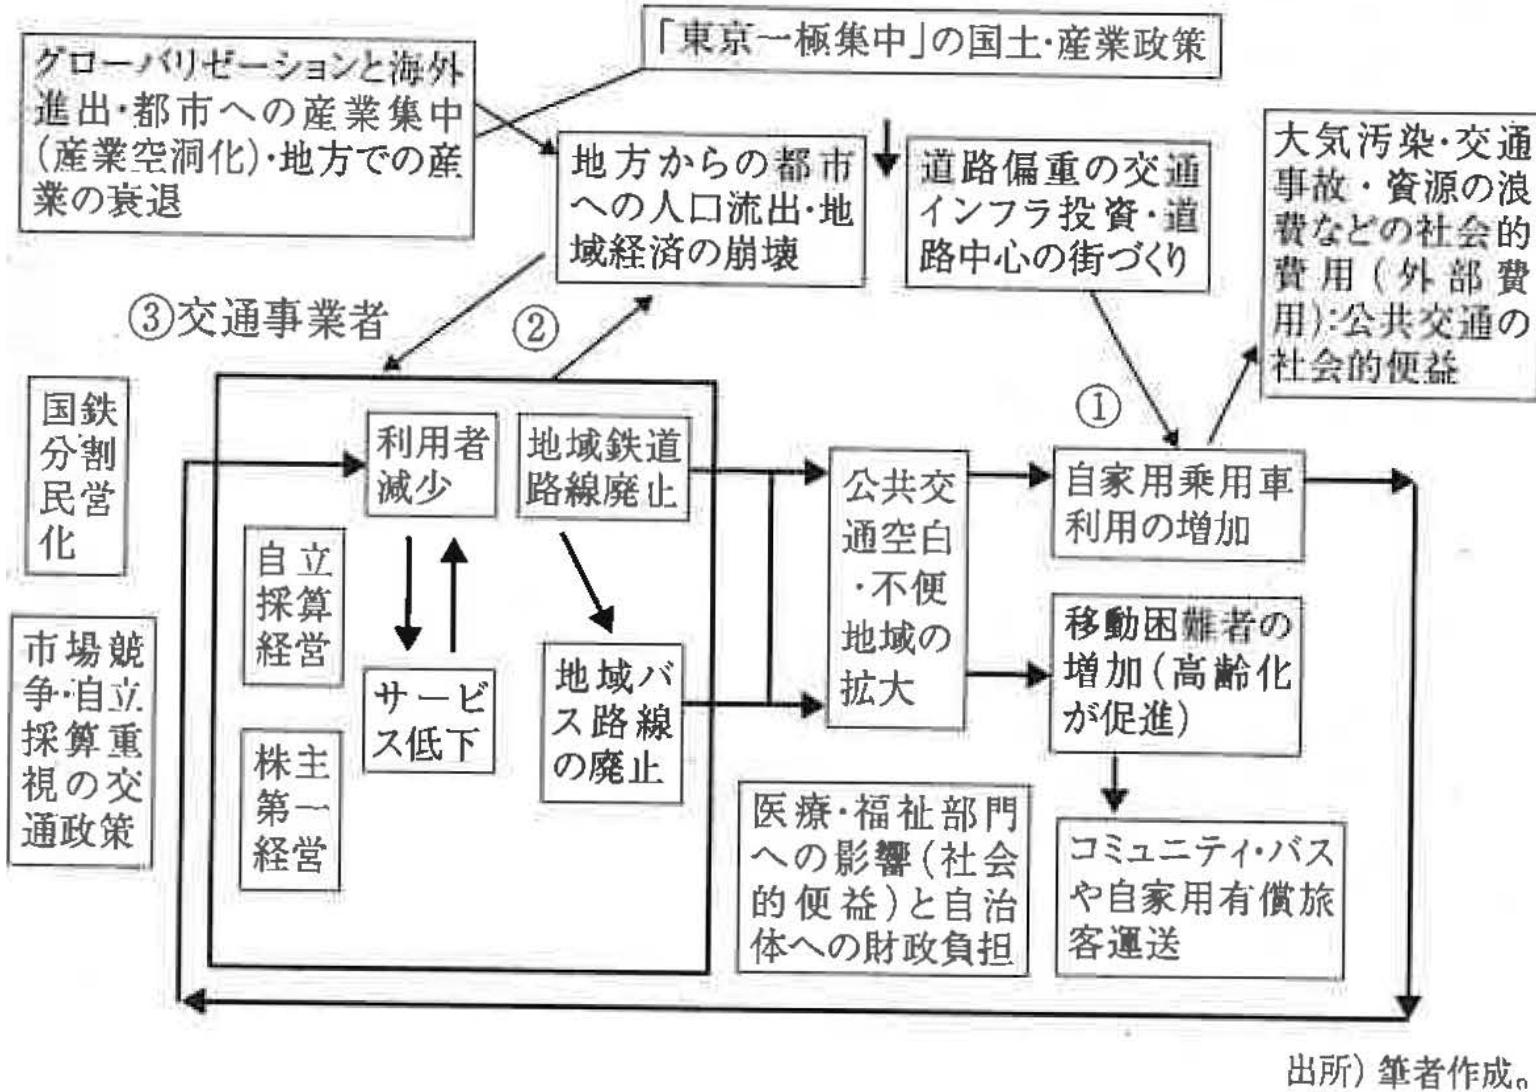 「東京一極集中」の国土･産業政策
グローバリゼーションと海外
進出･都市への産業集中
(産業空洞化)･地方での産
業の衰退
地方からの都市
への人口流出･地
域経済の崩壊
道路偏重の交通
インフラ投資･道
路中心の街づくり
大気汚染･交通
事故・資源の浪
費などの社会的
費用(外部費
用):公共交通の
社会的便益
③交通事業者
②
①
国鉄
分割
民営
化
市場競
争･自立
採算重
視の交
通政策
利用者
減少
地域鉄道
路線廃止
自立
採算
経営
サービ
ス低下
地域バ
ス路線
の廃止
株主
第一
経営
公共交
通空白
・不便
地域の
拡大
自家用乗用車
利用の増加
移動困難者の
増加(高齢化
が促進)
医療・福祉部門
への影響(社会
的便益)と自治
体への財政負担
コミュニティ･バス
や自家用有償旅
客運送
出所) 筆者作成。